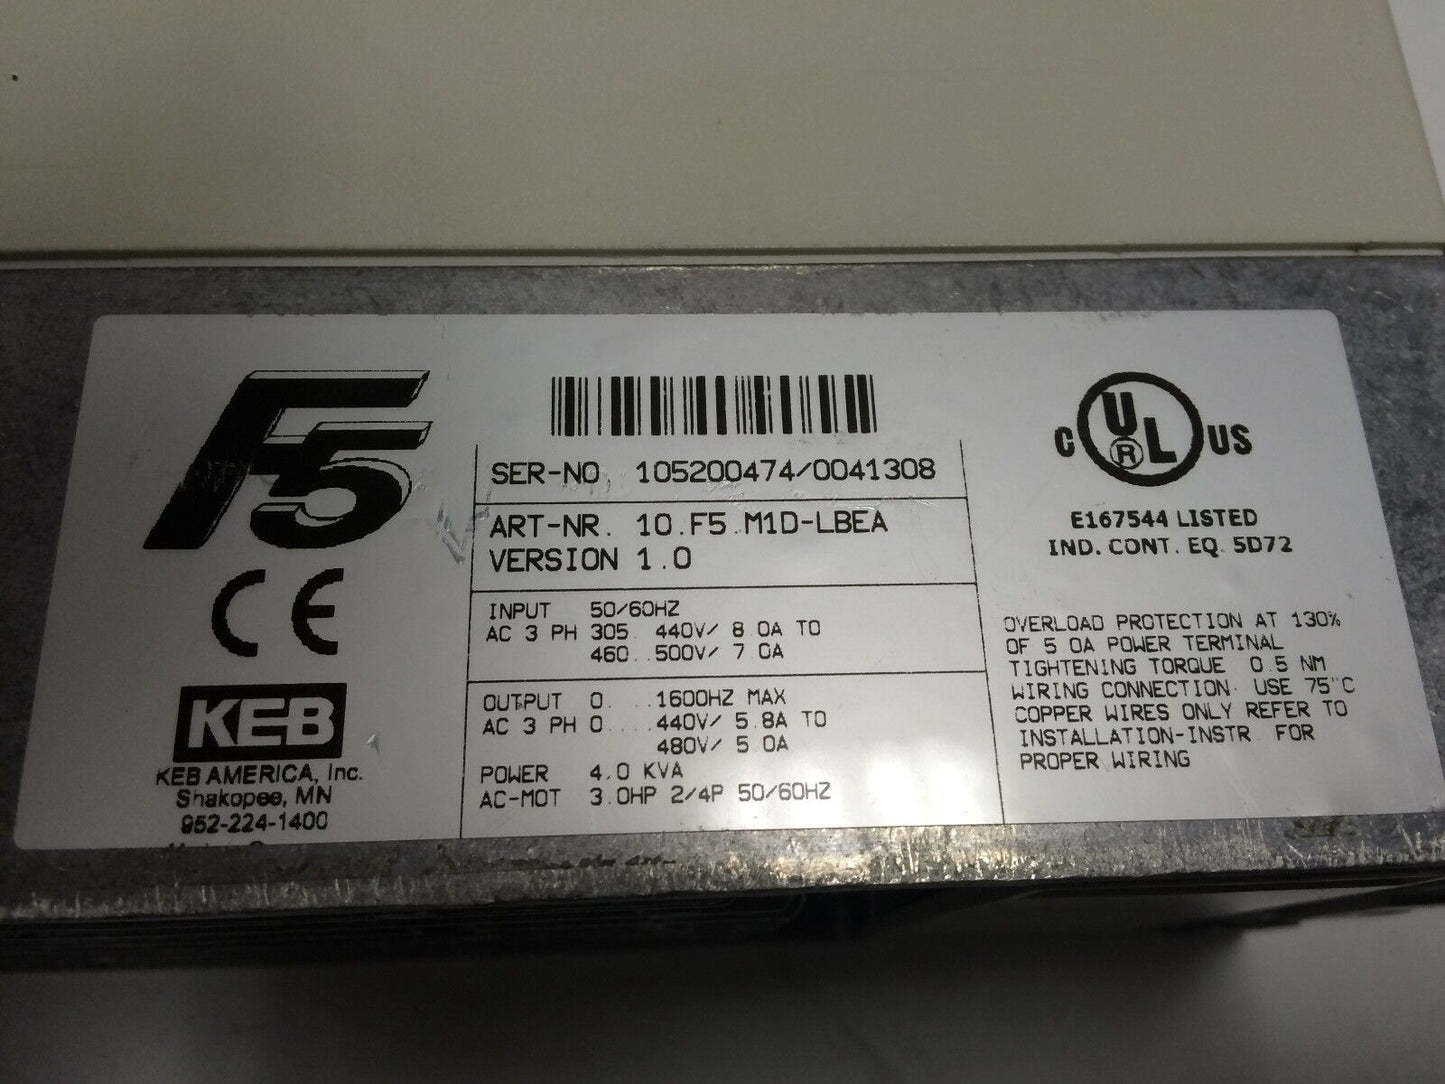 F5
CE
KEB
KEB AMERICA, Inc.
Shakopee, MN
952-224-1400
SER-NO. 105200474/0041308
ART-NR. 10.F5.M1D-LBEA
VERSION 1.0
INPUT 50/60HZ
AC 3 PH 305. 440V/ 8.0A TO
460..500V/ 7.0A
OUTPUT 0....1600HZ MAX
AC 3 PH 0....440V/ 5.8A TO
480V/ 5.0A
POWER 4.0 KVA
AC-MOT 3.0HP 2/4P 50/60HZ
C UL R US
E167544 LISTED
IND. CONT. EQ. 5D72
OVERLOAD PROTECTION AT 130%
OF 5.0A POWER TERMINAL
TIGHTENING TORQUE 0.5 NM
WIRING CONNECTION: USE 75°C
COPPER WIRES ONLY REFER TO
INSTALLATION-INSTR. FOR
PROPER WIRING